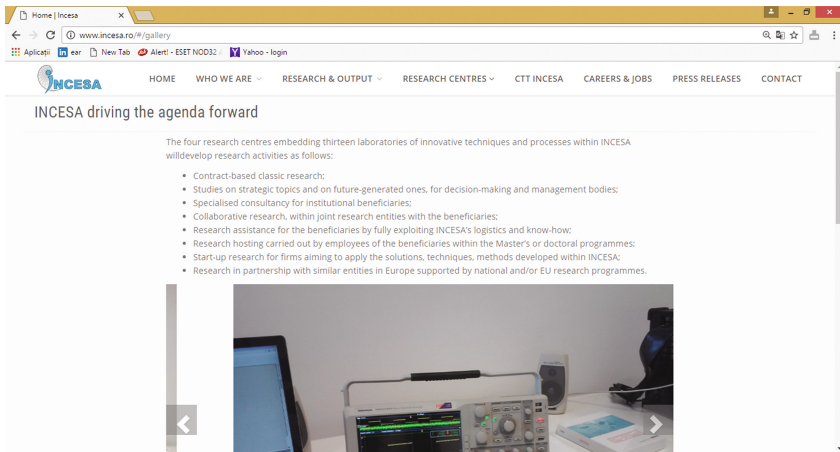 Home | Incesa
www.incesa.ro/#/gallery
Aplicații ear New Tab Alert! - ESET NOD32 / Yahoo - login
INCESA HOME WHO WE ARE RESEARCH & OUTPUT RESEARCH CENTRES CTT INCESA CAREERS & JOBS PRESS RELEASES CONTACT
INCESA driving the agenda forward
The four research centres embedding thirteen laboratories of innovative techniques and processes within INCESA
willdevelop research activities as follows:
Contract-based classic research;
Studies on strategic topics and on future-generated ones, for decision-making and management bodies;
Specialised consultancy for institutional beneficiaries;
Collaborative research, within joint research entities with the beneficiaries;
Research assistance for the beneficiaries by fully exploiting INCESA's logistics and know-how;
Research hosting carried out by employees of the beneficiaries within the Master's or doctoral programmes;
Start-up research for firms aiming to apply the solutions, techniques, methods developed within INCESA;
Research in partnership with similar entities in Europe supported by national and/or EU research programmes.